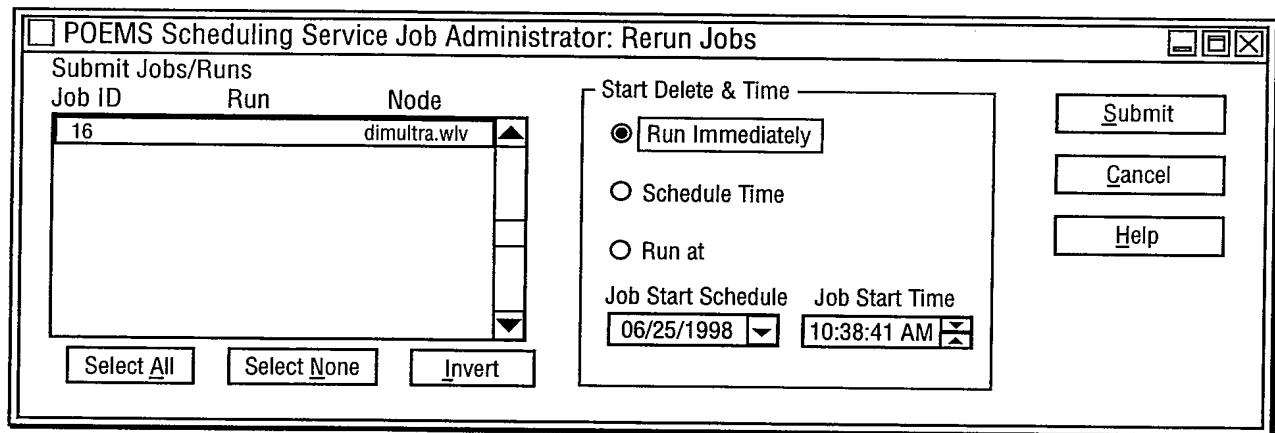 POEMS Scheduling Service Job Administrator: Rerun Jobs
Submit Jobs/Runs
Job ID Run Node
16 dimultra.wlv
Select All Select None Invert
Start Delete & Time
Run Immediately
Schedule Time
Run at
Job Start Schedule Job Start Time
06/25/1998 10:38:41 AM
Submit
Cancel
Help